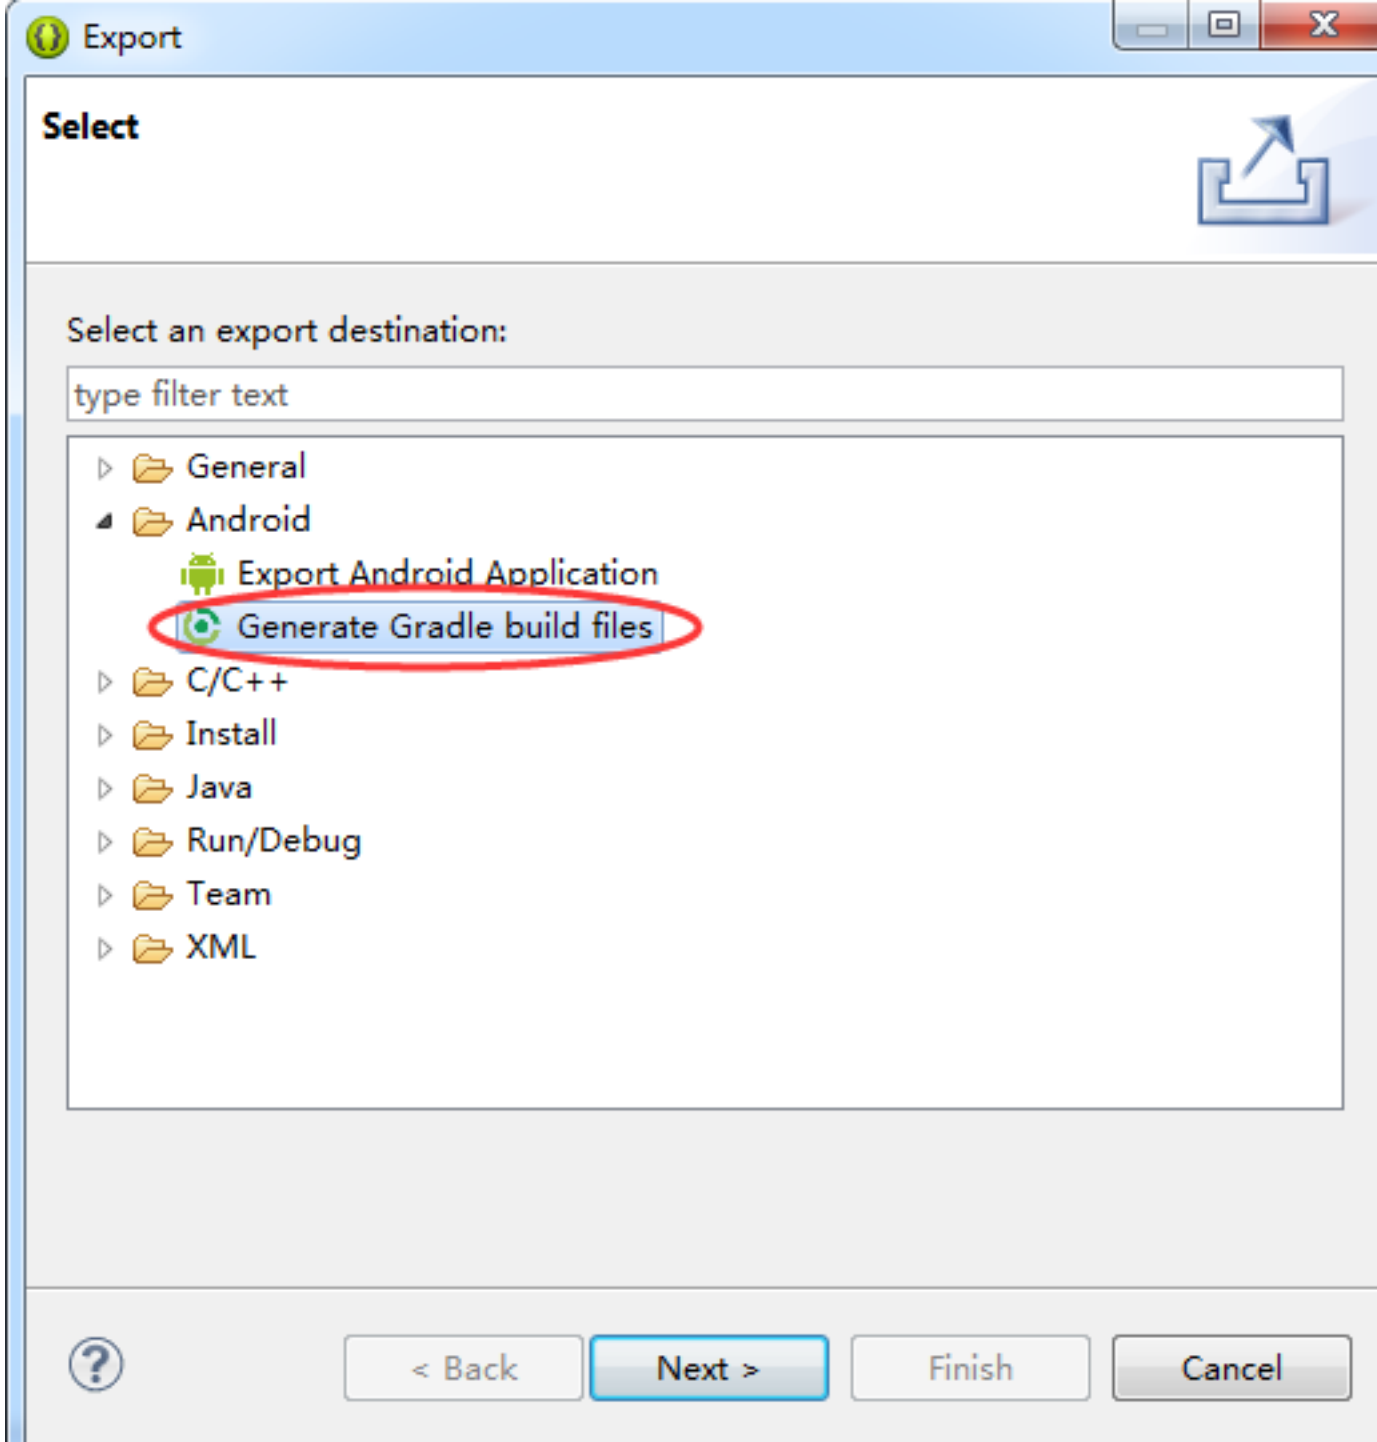 Export
Select
Select an export destination:
type filter text
General
Android
Export Android Application
Generate Gradle build files
C/C++
Install
Java
Run/Debug
Team
XML
< Back
Next >
Finish
Cancel